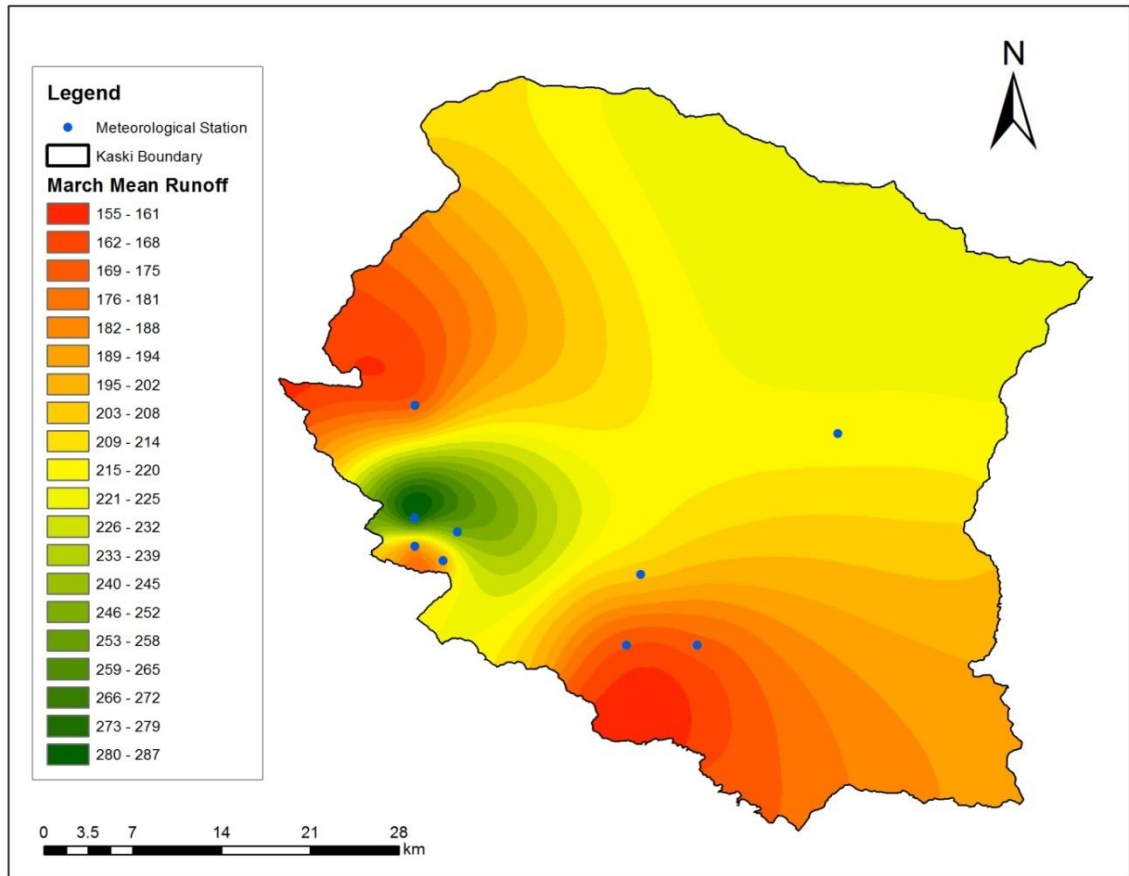 N
Legend
Meteorological Station
Kaski Boundary
March Mean Runoff
155 - 161
162 - 168
169 - 175
176 - 181
182 - 188
189 - 194
195 - 202
203 - 208
209 - 214
215 - 220
221 - 225
226 - 232
233 - 239
240 - 245
246 - 252
253 - 258
259 - 265
266 - 272
273 - 279
280 - 287
0 3.5 7 14 21 28
km